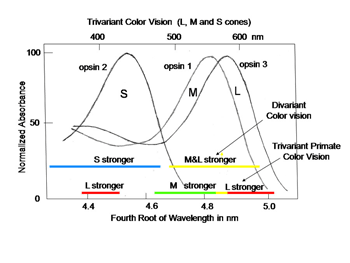 Trivariant Color Vision (L, M and S cones)
400 500 600 nm
100
opsin 2 opsin 1 opsin 3
S M L
Normalized Absorbance
50
Divariant
Color vision
Trivariant Primate
Color Vision
S stronger M&L stronger
L stronger M stronger L stronger
0
4.4 4.6 4.8 5.0
Fourth Root of Wavelength in nm